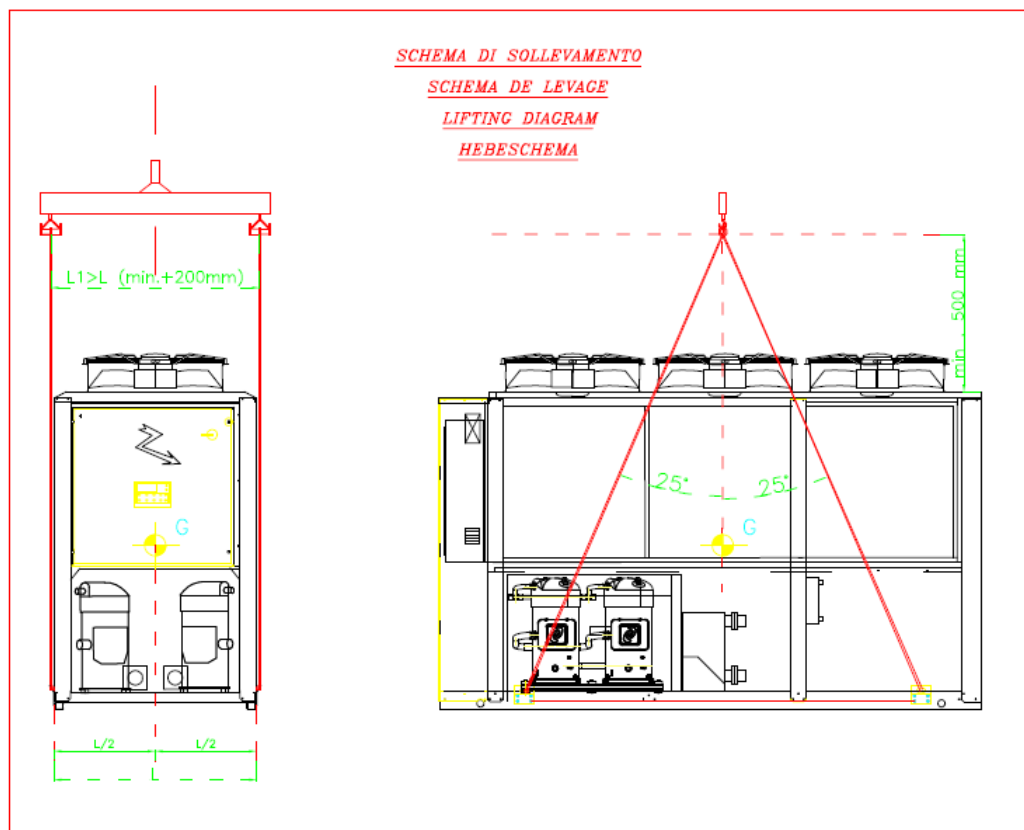 SCHEMA DI SOLLEVAMENTO
SCHEMA DE LEVAGE
LIFTING DIAGRAM
HEBESCHEMA
L1>L (min.+200mm)
min 500 mm
25°
25°
G
G
L/2
L/2
L